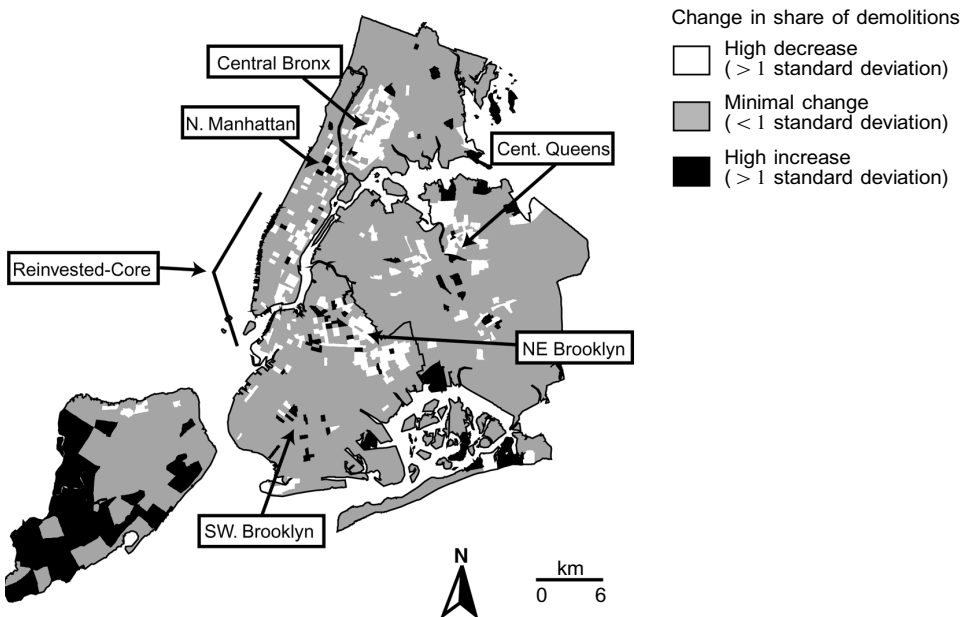 Change in share of demolitions
High decrease
(> 1 standard deviation)
Minimal change
(< 1 standard deviation)
High increase
(> 1 standard deviation)
Central Bronx
N. Manhattan
Cent. Queens
Reinvested-Core
NE Brooklyn
SW. Brooklyn
N
km
0 6